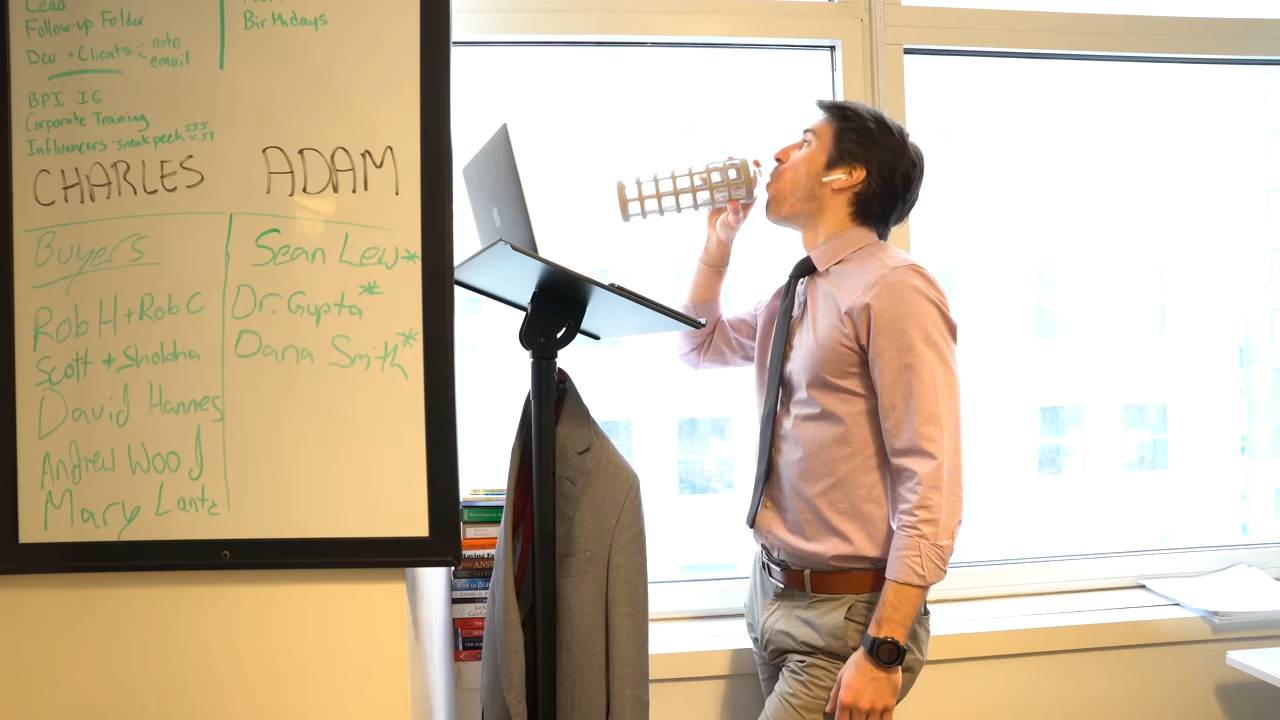 Lead
Follow-up Folder
Dev + Clients < note
email
Birthdays
BPI IG
Corporate Training
Influencers - sneak peek
CHARLES
ADAM
Buyers
Rob H + Rob C
Scott + Sholdna
David Hannes
Andrew Wood
Mary Lantz
Sean Lew*
Dr. Gupta*
Dana Smith*